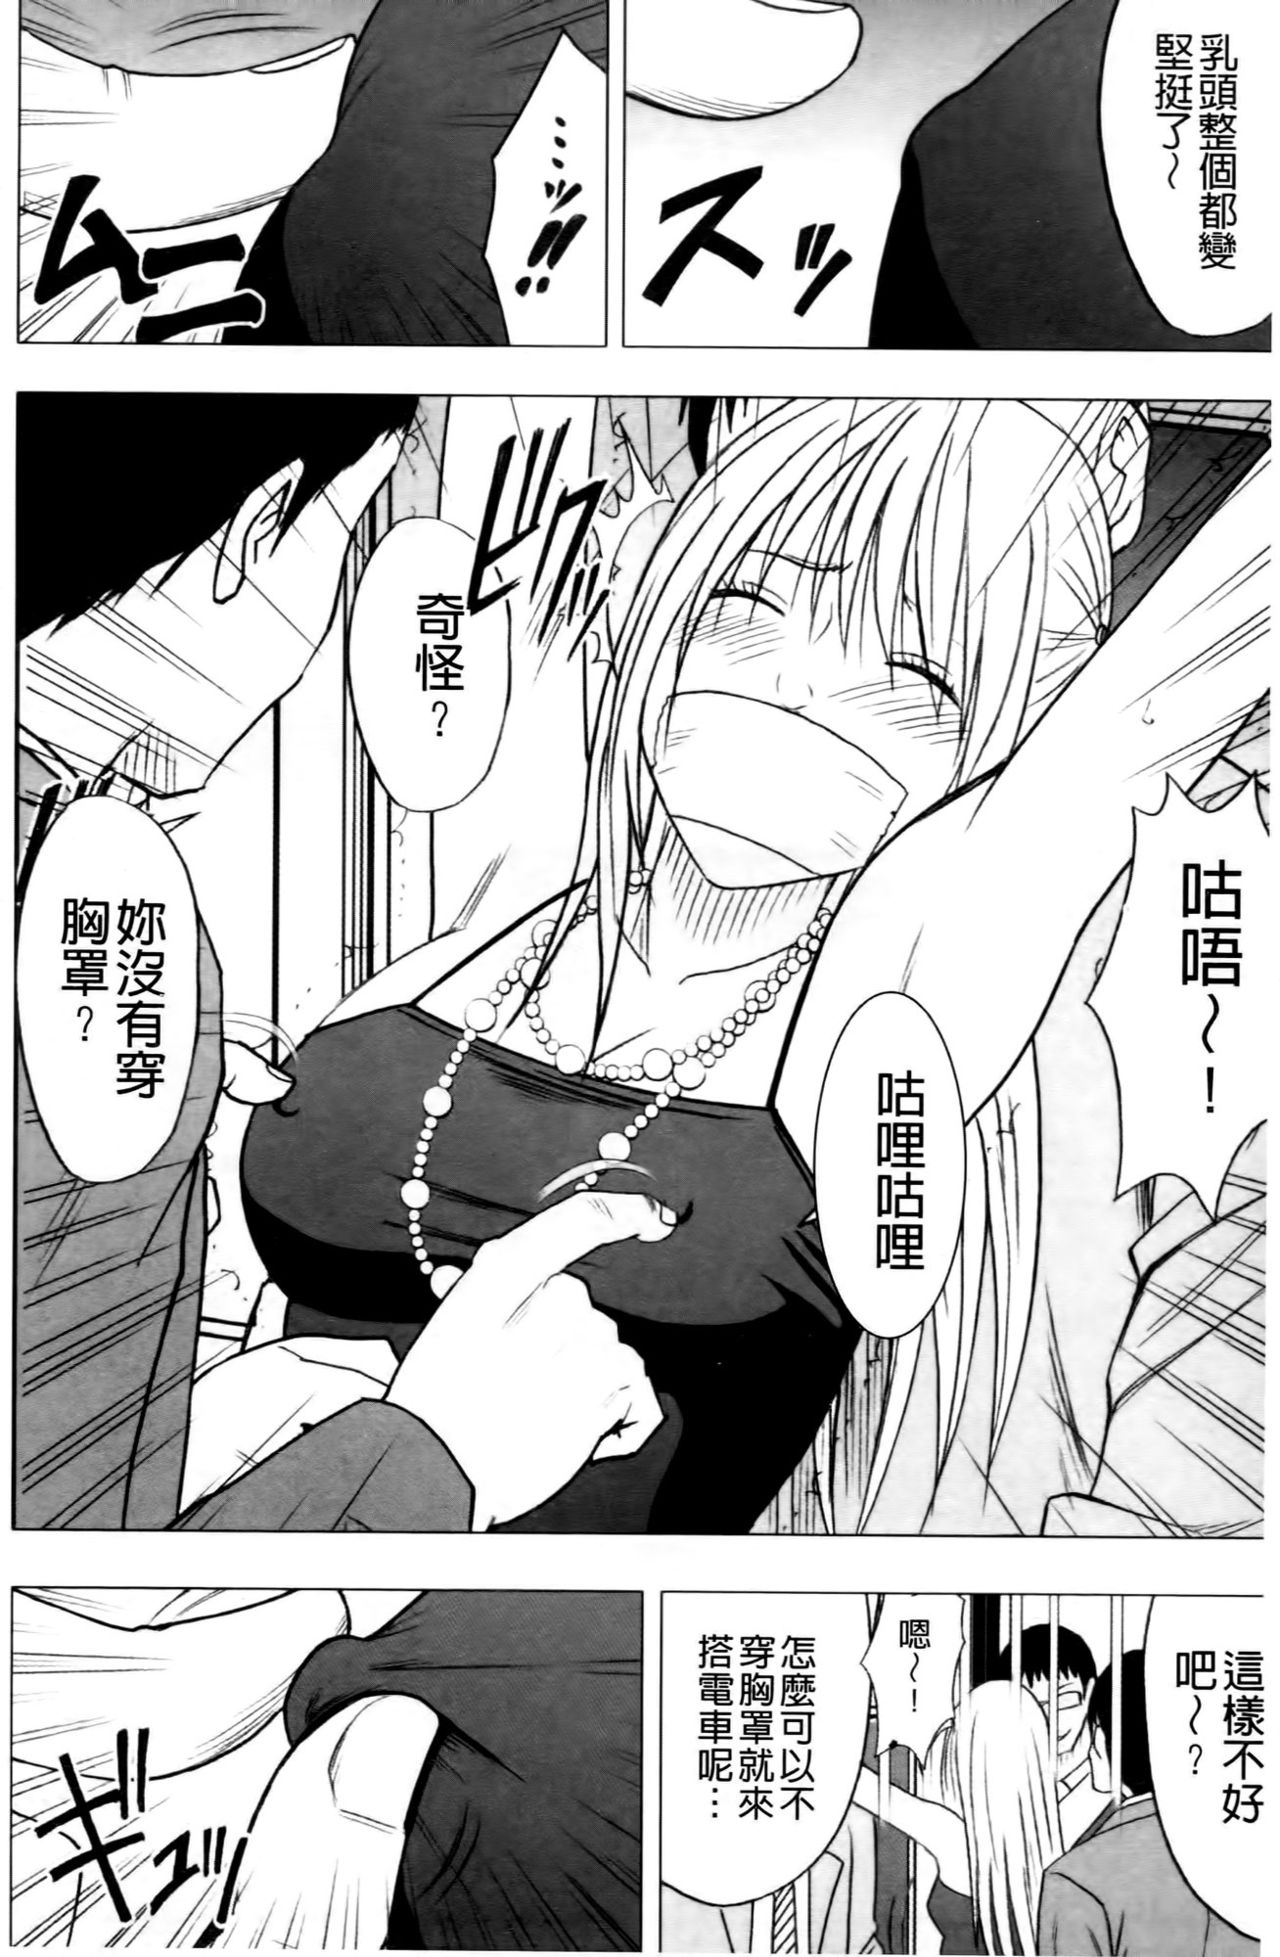 乳頭整個都變
堅挺了～
スッ
…!!
ムニ
咕唔～！
奇怪？
ビクッ
咕哩咕哩
妳沒有穿
胸罩？
這樣不好
吧～？
嗯～！
怎麼可以不
穿胸罩就來
搭電車呢…
ギュッ